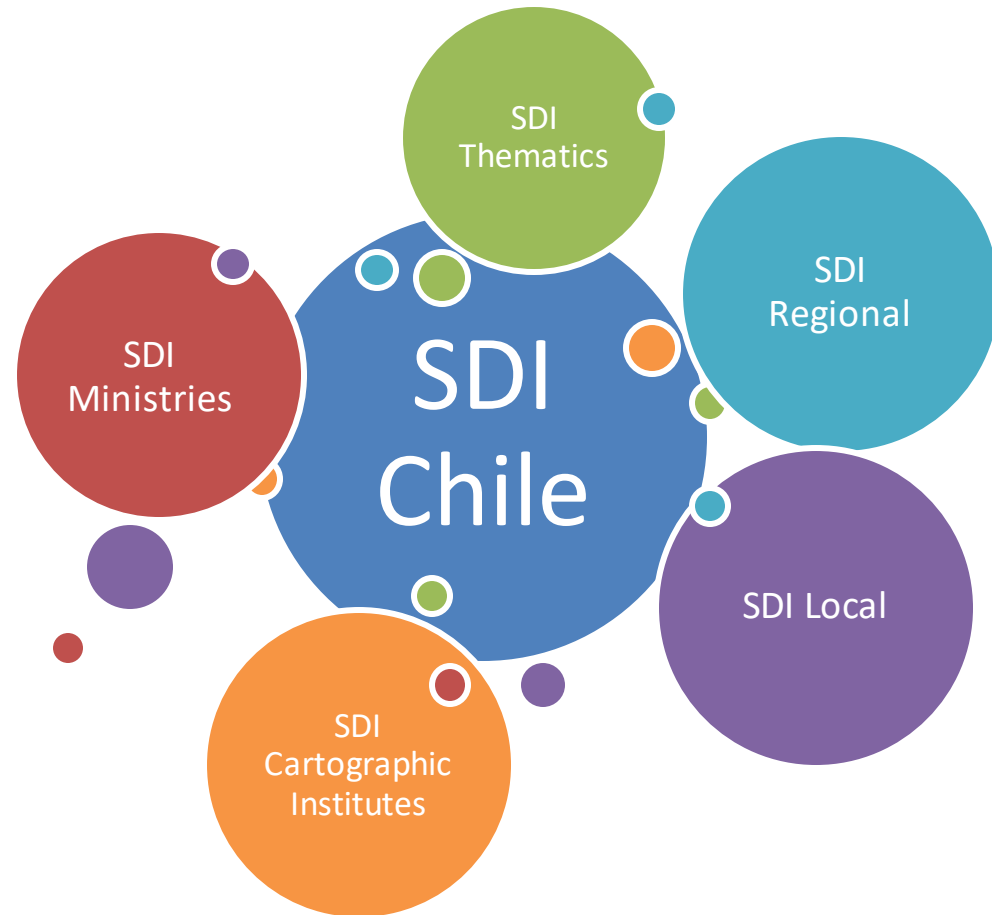 SDI
Thematics
SDI
Regional
SDI
Ministries
SDI
Chile
SDI Local
SDI
Cartographic
Institutes